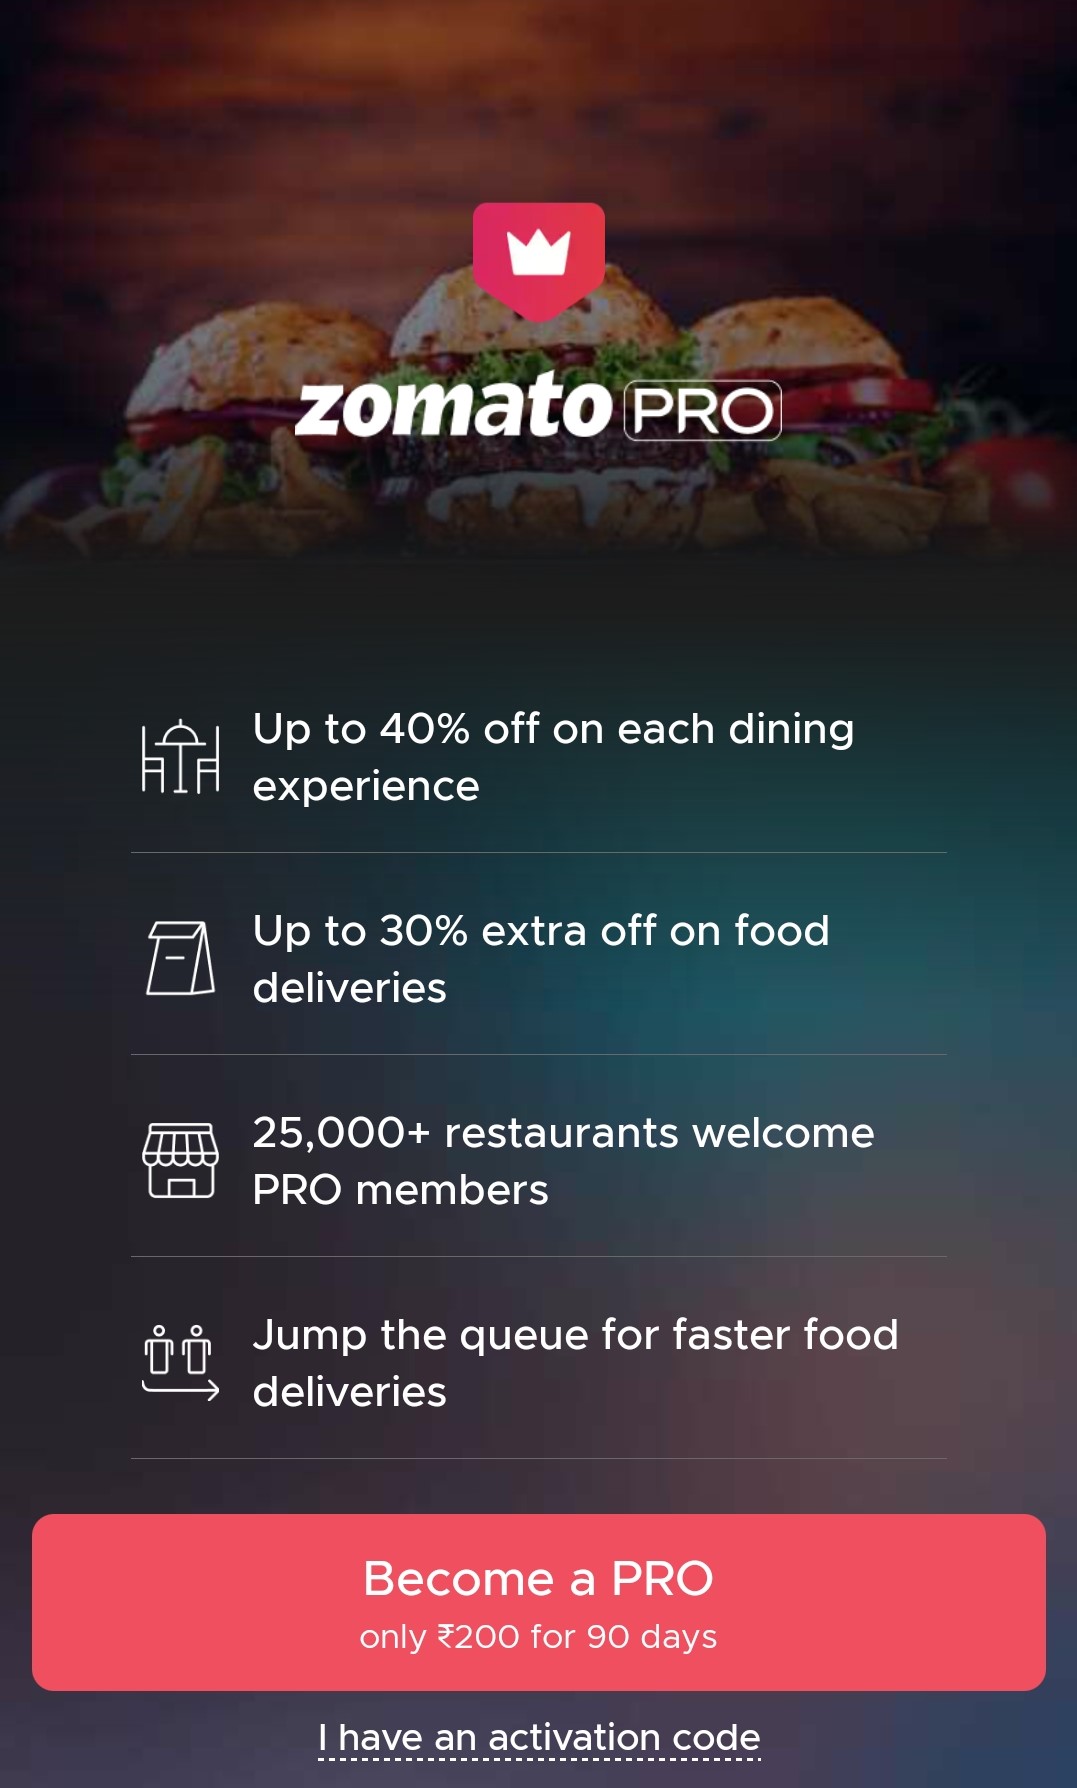 zomato PRO
Up to 40% off on each dining
experience
Up to 30% extra off on food
deliveries
25,000+ restaurants welcome
PRO members
Jump the queue for faster food
deliveries
Become a PRO
only ₹200 for 90 days
I have an activation code